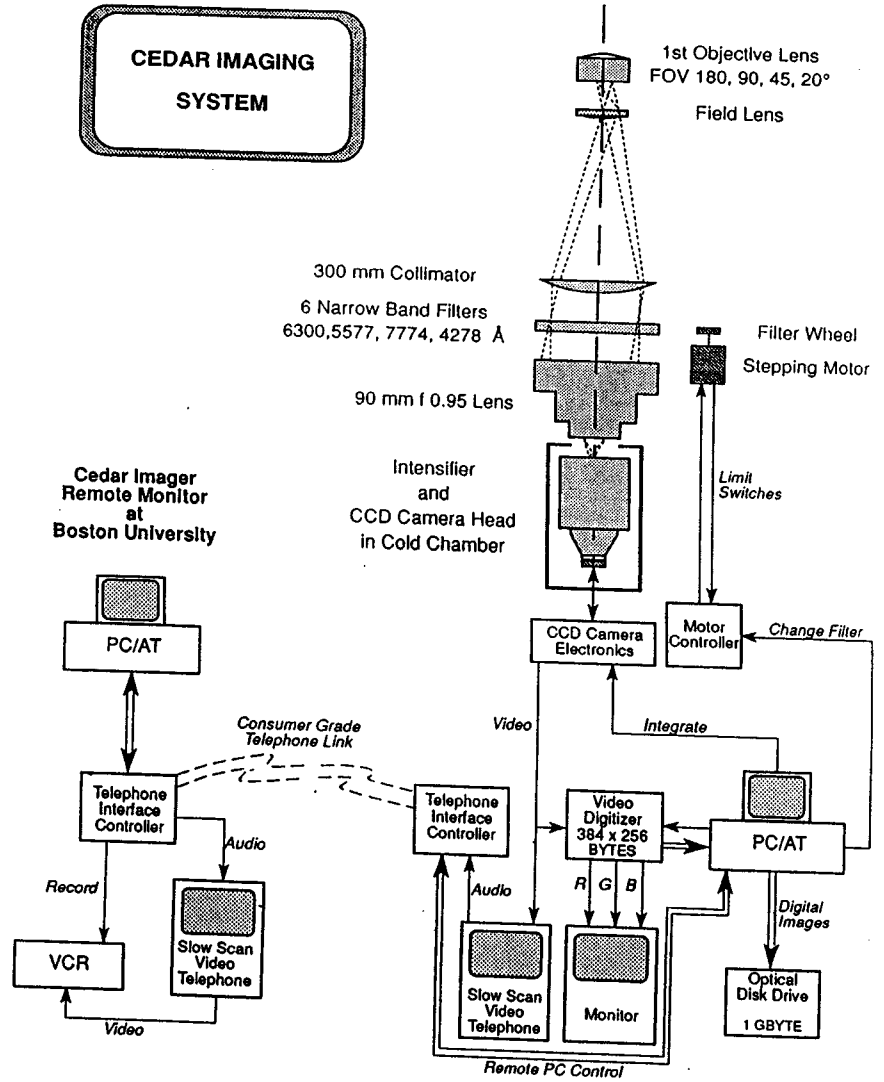 CEDAR IMAGING
SYSTEM
1st Objective Lens
FOV 180, 90, 45, 20°
Field Lens
300 mm Collimator
6 Narrow Band Filters
6300,5577, 7774, 4278 Å
Filter Wheel
Stepping Motor
90 mm f 0.95 Lens
Intensifier
and
CCD Camera Head
in Cold Chamber
Limit
Switches
Cedar Imager
Remote Monitor
at
Boston University
PC/AT
CCD Camera
Electronics
Motor
Controller
Change Filter
Consumer Grade
Telephone Link
Video
Integrate
Telephone
Interface
Controller
Audio
Record
VCR
Slow Scan
Video
Telephone
Video
Telephone
Interface
Controller
Audio
Video
Digitizer
384 x 256
BYTES
PC/AT
R G B
Digital
Images
Slow Scan
Video
Telephone
Monitor
Optical
Disk Drive
1 GBYTE
Remote PC Control